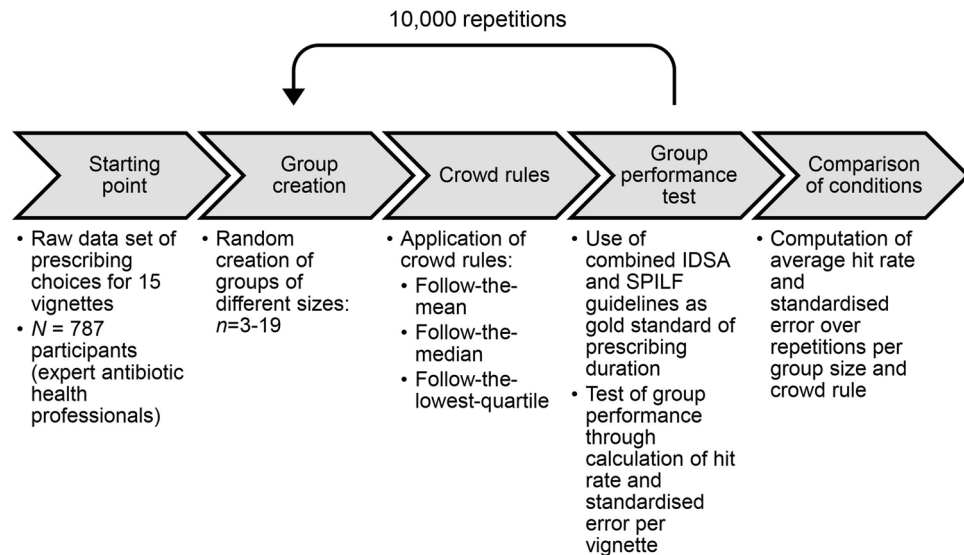 10,000 repetitions
Starting
point
Group
creation
Crowd rules
Group
performance
test
Comparison
of conditions
• Raw data set of
prescribing
choices for 15
vignettes
• N = 787
participants
(expert antibiotic
health
professionals)
• Random
creation of
groups of
different sizes:
n=3-19
• Application of
crowd rules:
• Follow-the-
mean
• Follow-the-
median
• Follow-the-
lowest-quartile
• Use of
combined IDSA
and SPILF
guidelines as
gold standard of
prescribing
duration
• Test of group
performance
through
calculation of hit
rate and
standardised
error per
vignette
• Computation of
average hit rate
and
standardised
error over
repetitions per
group size and
crowd rule